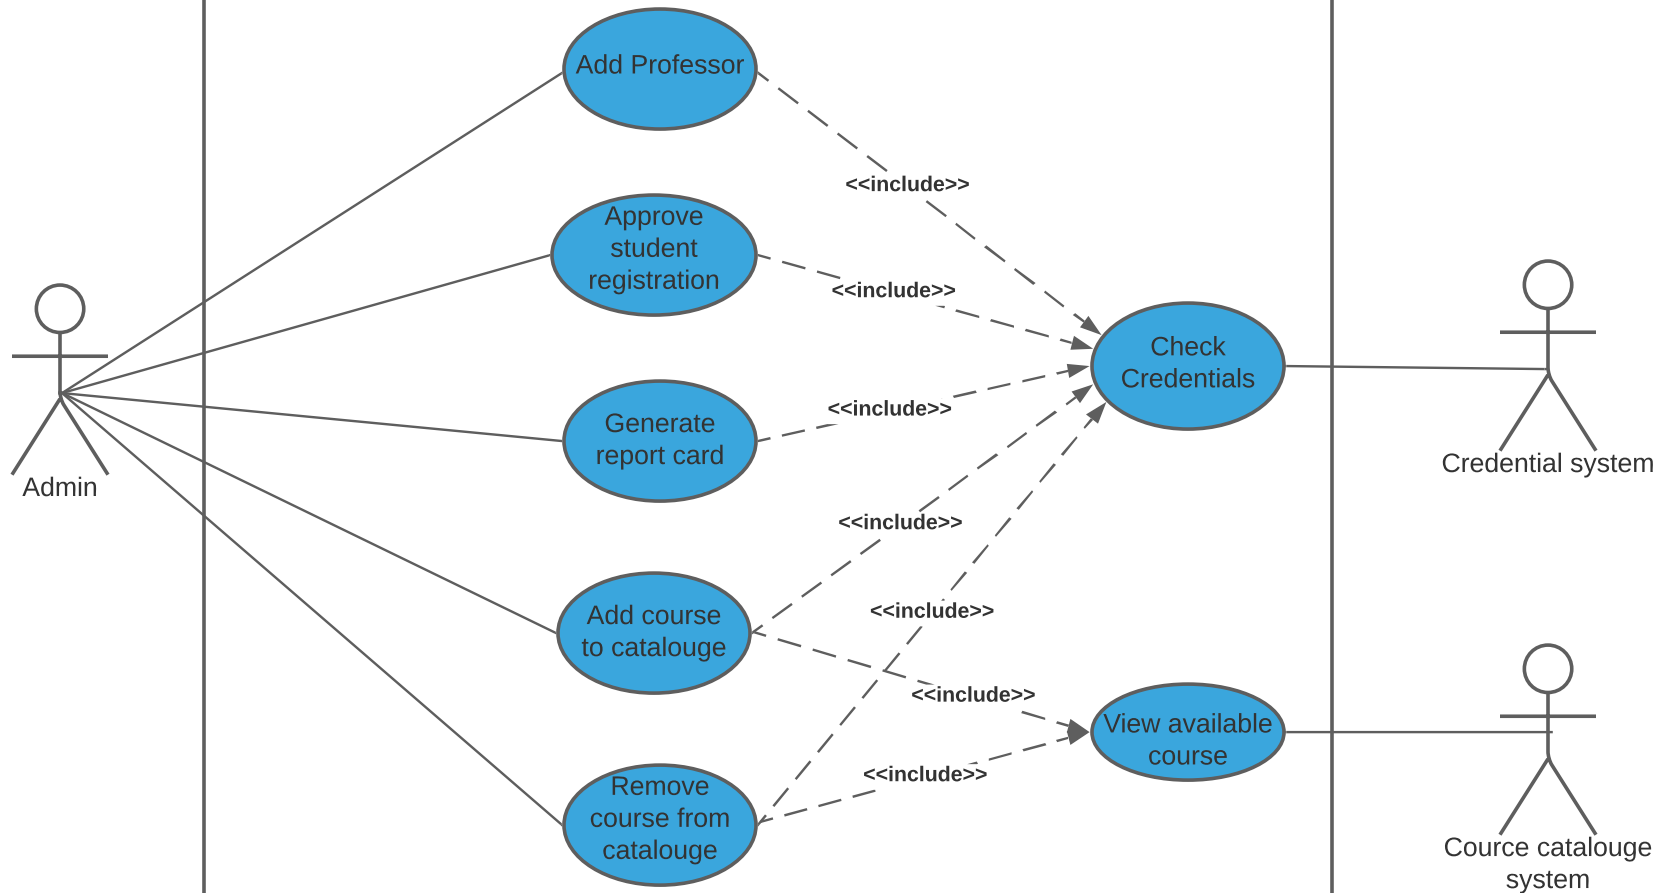 Add Professor
<<include>>
Approve
student
registration
<<include>>
Check
Credentials
<<include>>
Generate
report card
Credential system
Admin
<<include>>
<<include>>
Add course
to catalouge
<<include>>
View available
course
<<include>>
Remove
course from
catalouge
Cource catalouge
system